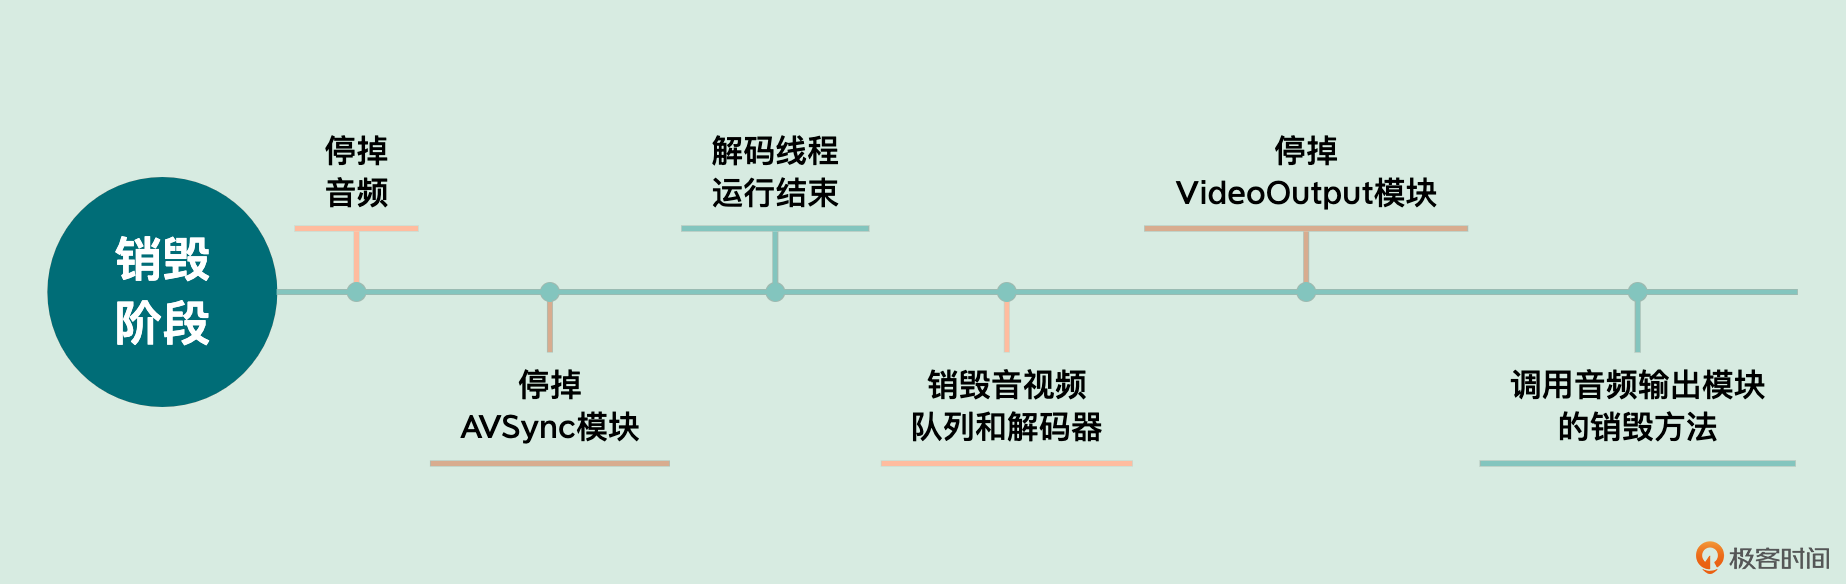 销毁
阶段
停掉
音频
停掉
AVSync模块
解码线程
运行结束
销毁音视频
队列和解码器
停掉
VideoOutput模块
调用音频输出模块
的销毁方法
极客时间